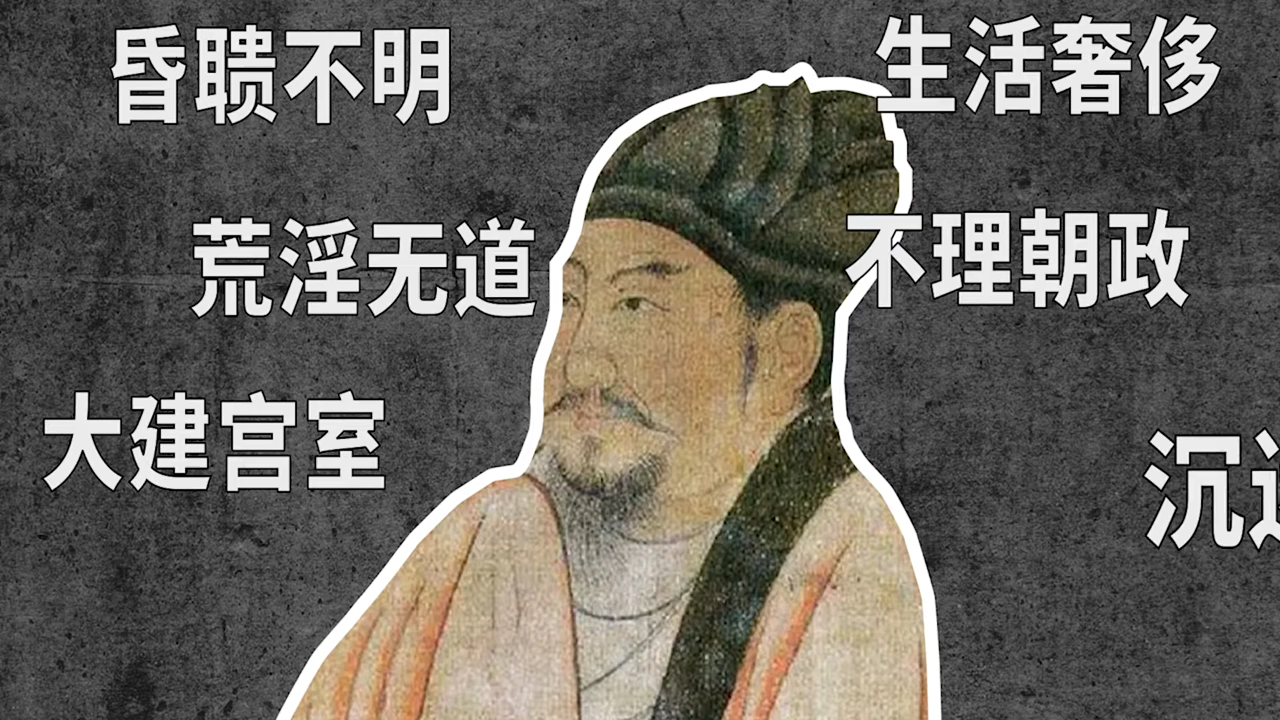 昏聩不明
生活奢侈
荒淫无道
不理朝政
大建宫室
沉